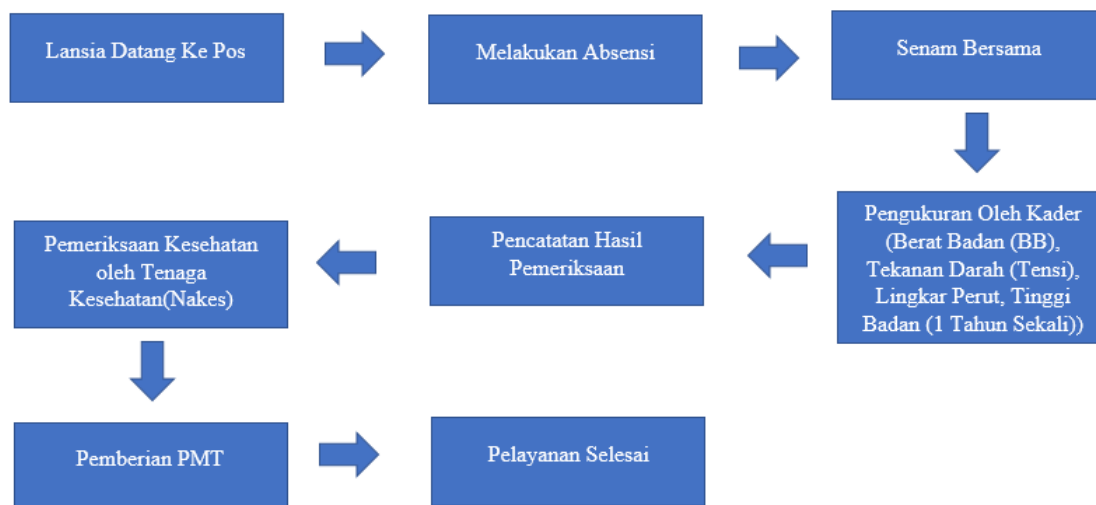 Lansia Datang Ke Pos
Melakukan Absensi
Senam Bersama
Pengukuran Oleh Kader
(Berat Badan (BB),
Tekanan Darah (Tensi),
Lingkar Perut, Tinggi
Badan (1 Tahun Sekali))
Pencatatan Hasil
Pemeriksaan
Pemeriksaan Kesehatan
oleh Tenaga
Kesehatan(Nakes)
Pemberian PMT
Pelayanan Selesai